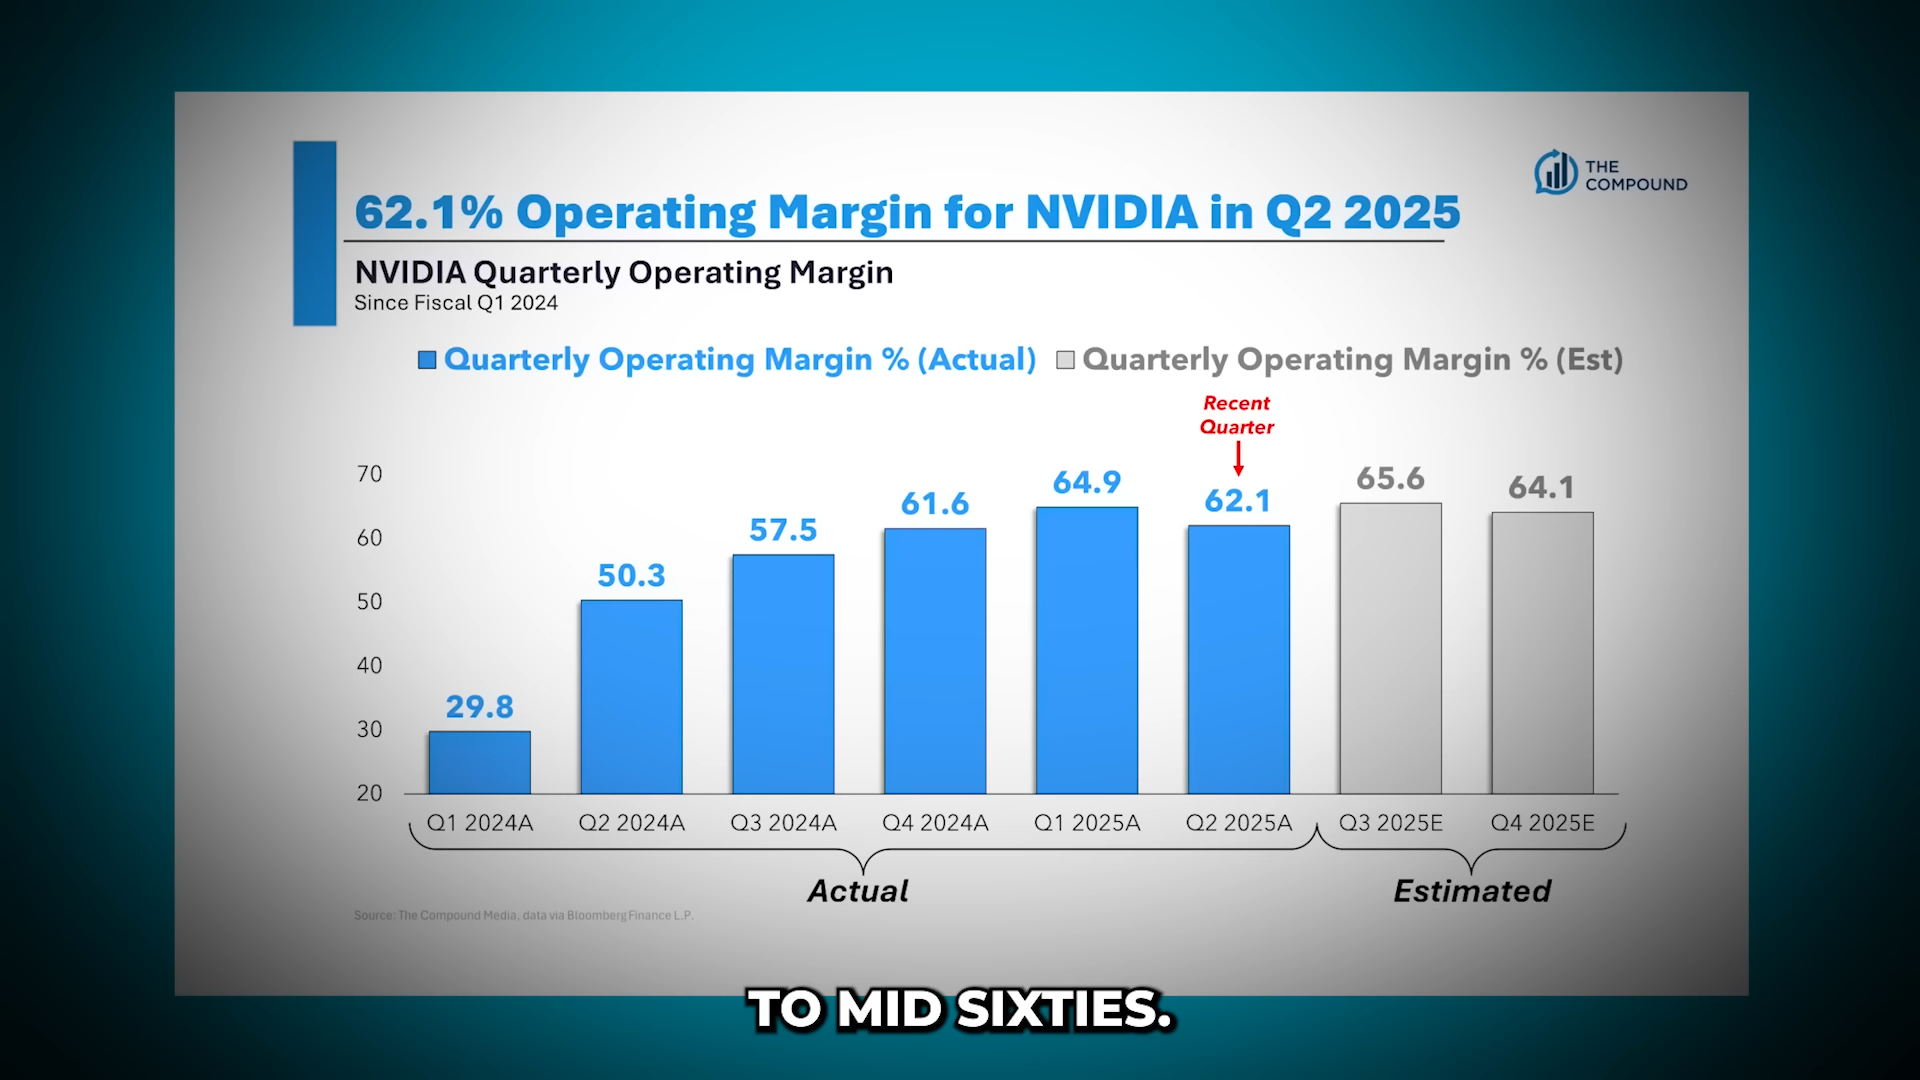 THE
COMPOUND
62.1% Operating Margin for NVIDIA in Q2 2025
NVIDIA Quarterly Operating Margin
Since Fiscal Q1 2024
Quarterly Operating Margin % (Actual) Quarterly Operating Margin % (Est)
Recent
Quarter
70
60
50
40
30
20
29.8
50.3
57.5
61.6
64.9
62.1
65.6
64.1
Q1 2024A Q2 2024A Q3 2024A Q4 2024A Q1 2025A Q2 2025A Q3 2025E Q4 2025E
Actual Estimated
Source: The Compound Media, data via Bloomberg Finance L.P.
TO MID SIXTIES.